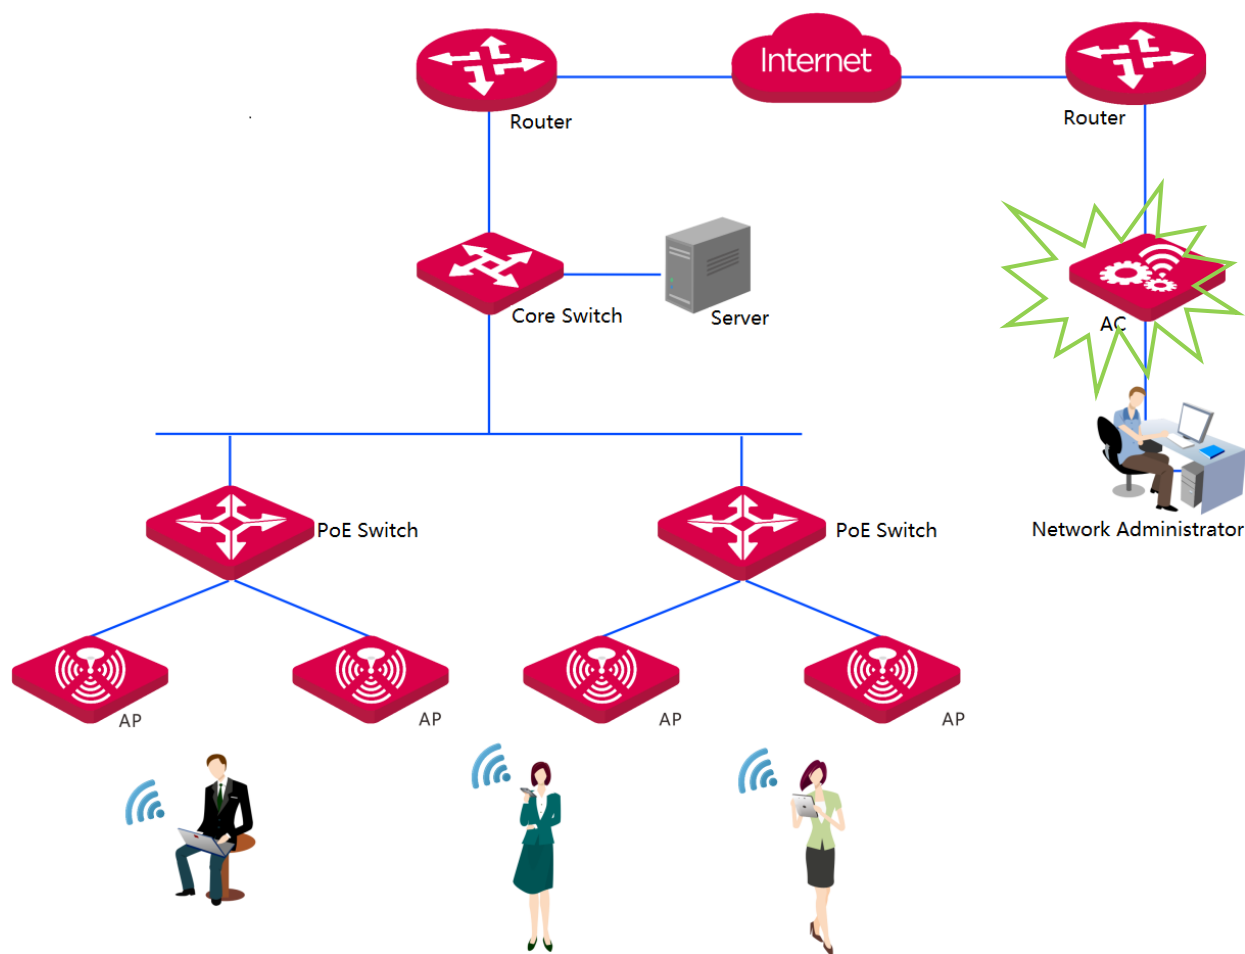 Internet
Router
Router
Core Switch
Server
AC
PoE Switch
PoE Switch
Network Administrator
AP
AP
AP
AP